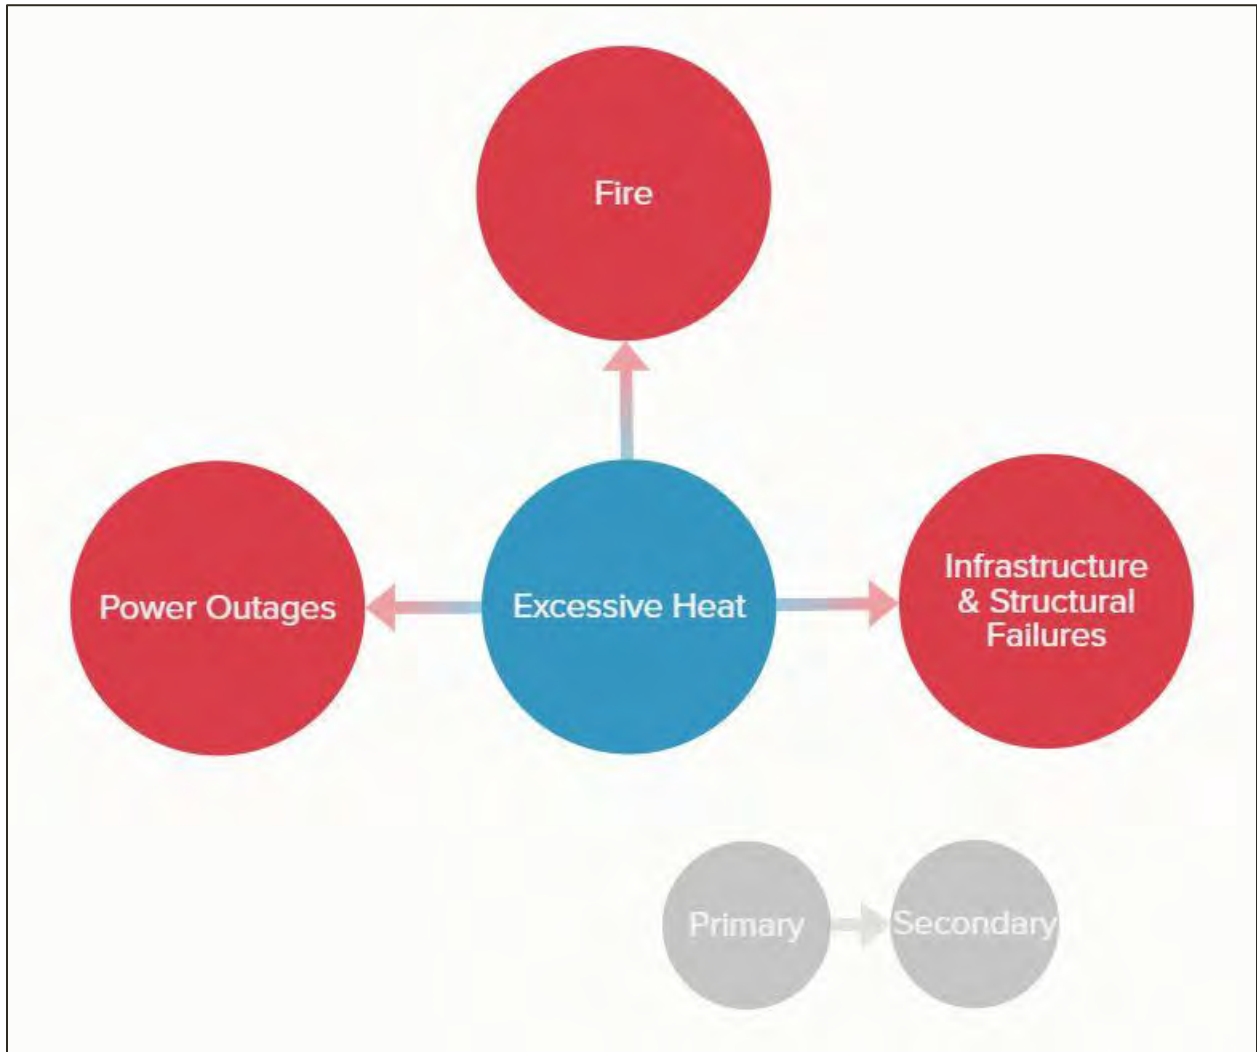 Fire
Power Outages
Excessive Heat
Infrastructure
& Structural
Failures
Primary
Secondary